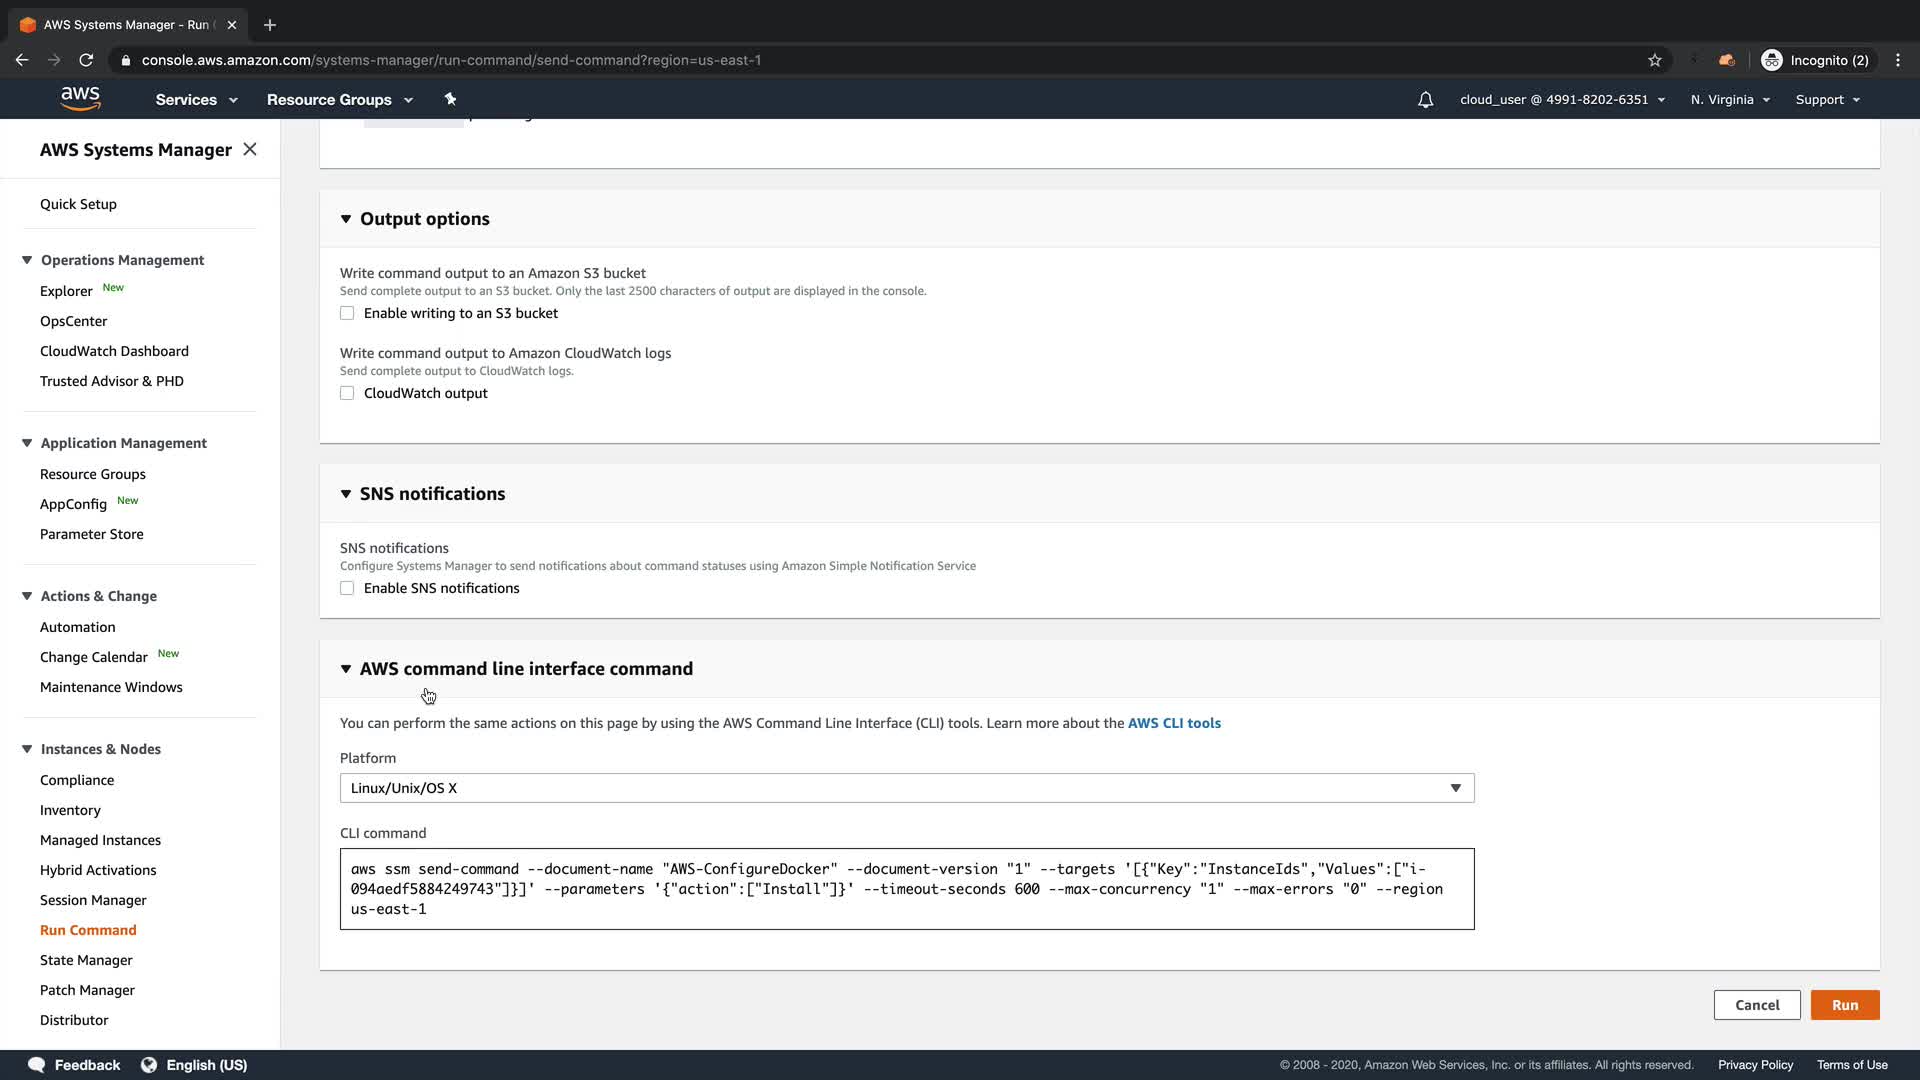 AWS Systems Manager - Run
console.aws.amazon.com/systems-manager/run-command/send-command?region=us-east-1
Incognito (2)
aws
Services
Resource Groups
cloud_user @ 4991-8202-6351
N. Virginia
Support
AWS Systems Manager
Quick Setup
Operations Management
Explorer New
OpsCenter
CloudWatch Dashboard
Trusted Advisor & PHD
Application Management
Resource Groups
AppConfig New
Parameter Store
Actions & Change
Automation
Change Calendar New
Maintenance Windows
Instances & Nodes
Compliance
Inventory
Managed Instances
Hybrid Activations
Session Manager
Run Command
State Manager
Patch Manager
Distributor
Output options
Write command output to an Amazon S3 bucket
Send complete output to an S3 bucket. Only the last 2500 characters of output are displayed in the console.
Enable writing to an S3 bucket
Write command output to Amazon CloudWatch logs
Send complete output to CloudWatch logs.
CloudWatch output
SNS notifications
SNS notifications
Configure Systems Manager to send notifications about command statuses using Amazon Simple Notification Service
Enable SNS notifications
AWS command line interface command
You can perform the same actions on this page by using the AWS Command Line Interface (CLI) tools. Learn more about the AWS CLI tools
Platform
Linux/Unix/OS X
CLI command
aws ssm send-command --document-name "AWS-ConfigureDocker" --document-version "1" --targets '[{"Key":"InstanceIds","Values":["i-
094aedf5884249743"]}]' --parameters '{"action":["Install"]}' --timeout-seconds 600 --max-concurrency "1" --max-errors "0" --region
us-east-1
Cancel
Run
Feedback
English (US)
© 2008 - 2020, Amazon Web Services, Inc. or its affiliates. All rights reserved.
Privacy Policy
Terms of Use